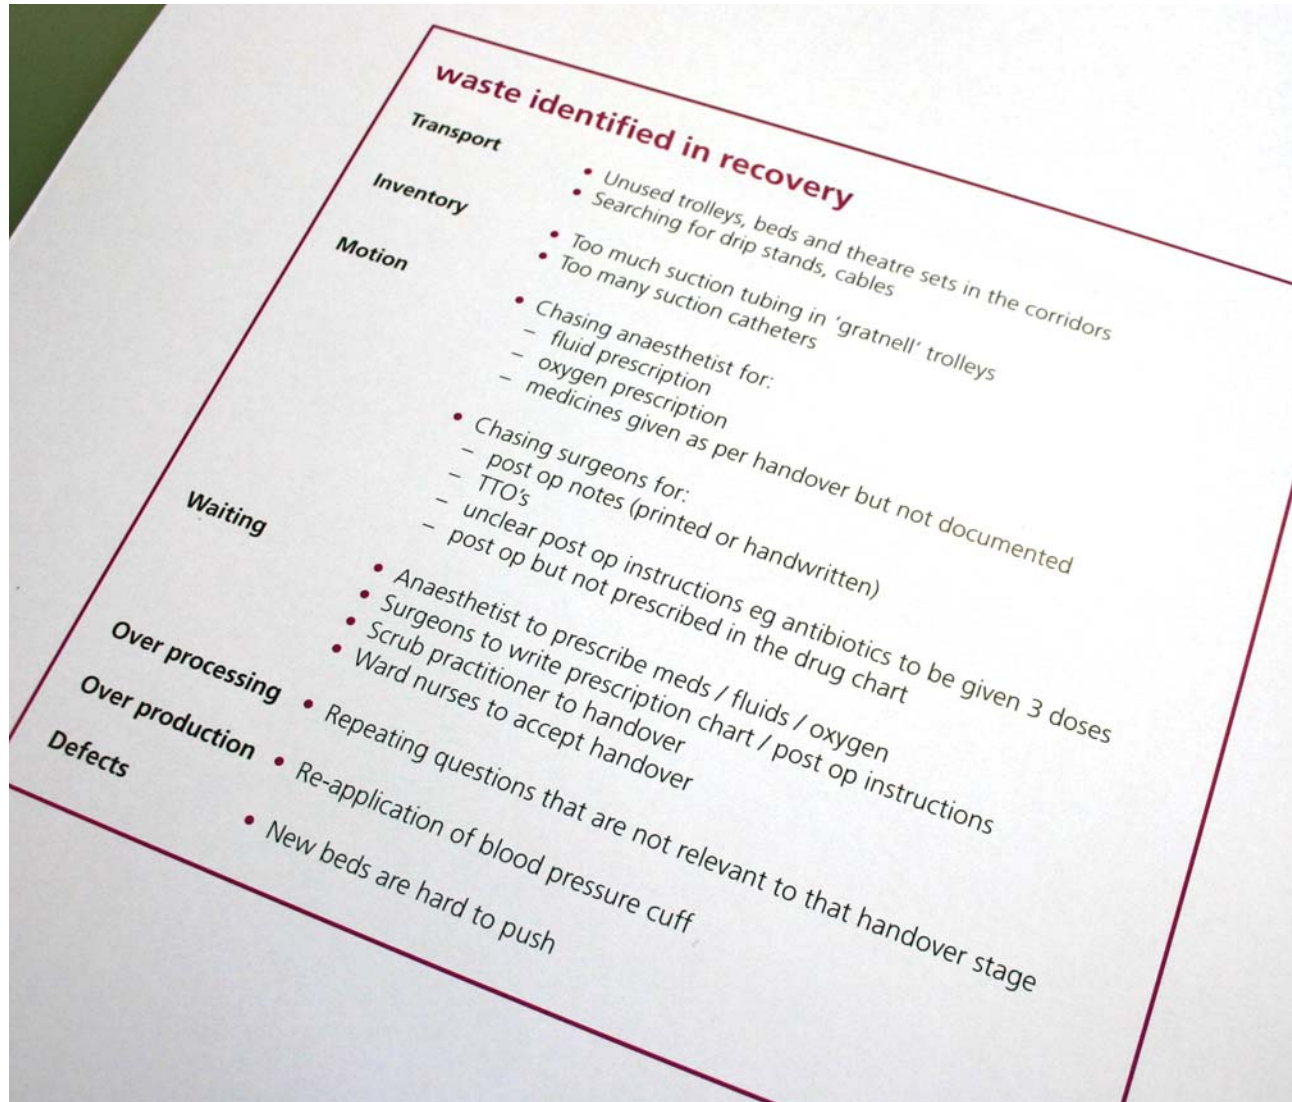 waste identified in recovery
Transport
• Unused trolleys, beds and theatre sets in the corridors
• Searching for drip stands, cables
Inventory
• Too much suction tubing in ‘gratnell’ trolleys
• Too many suction catheters
Motion
• Chasing anaesthetist for:
– fluid prescription
– oxygen prescription
– medicines given as per handover but not documented
• Chasing surgeons for:
– post op notes (printed or handwritten)
– TTO's
– unclear post op instructions eg antibiotics to be given 3 doses
– post op but not prescribed in the drug chart
Waiting
• Anaesthetist to prescribe meds / fluids / oxygen
• Surgeons to write prescription chart / post op instructions
• Scrub practitioner to handover
• Ward nurses to accept handover
Over processing
• Repeating questions that are not relevant to that handover stage
Over production
• Re-application of blood pressure cuff
Defects
• New beds are hard to push